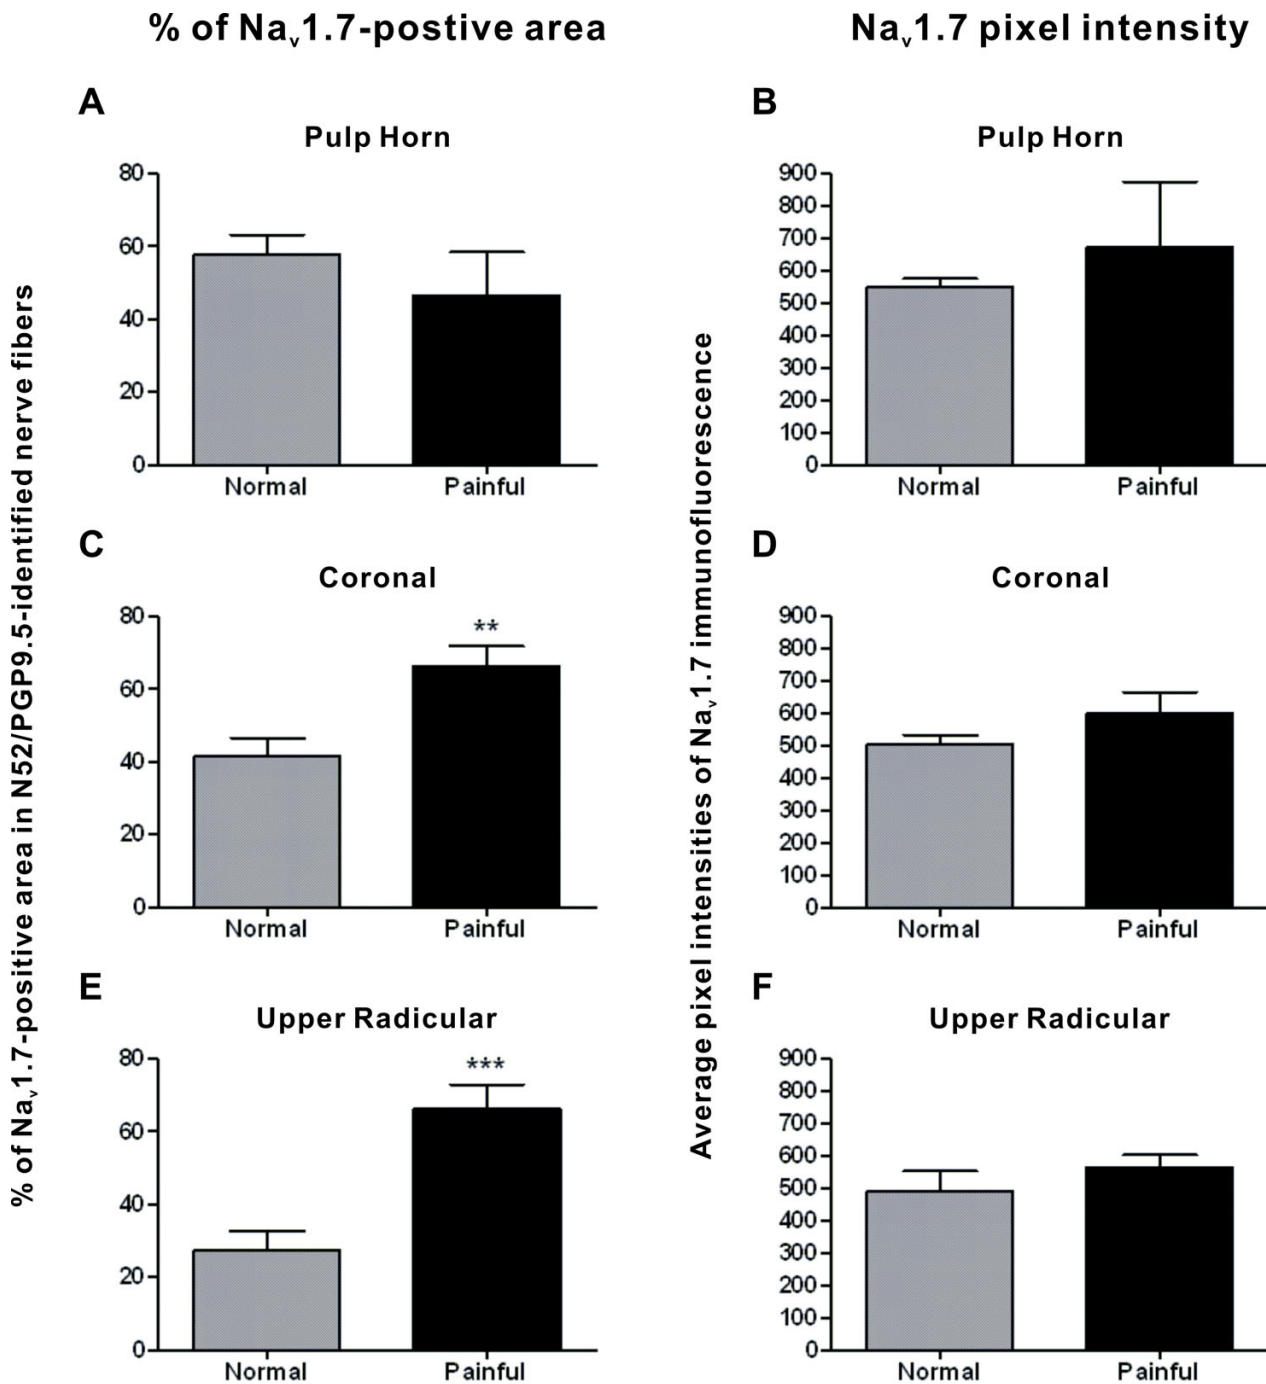 % of Nav1.7-postive area
Nav1.7 pixel intensity
% of Nav1.7-positive area in N52/PGP9.5-identified nerve fibers
A
Pulp Horn
80
60
40
20
0
Normal
Painful
C
Coronal
**
80
60
40
20
0
Normal
Painful
E
Upper Radicular
***
80
60
40
20
0
Normal
Painful
Average pixel intensities of Nav1.7 immunofluorescence
B
Pulp Horn
900
800
700
600
500
400
300
200
100
0
Normal
Painful
D
Coronal
900
800
700
600
500
400
300
200
100
0
Normal
Painful
F
Upper Radicular
900
800
700
600
500
400
300
200
100
0
Normal
Painful